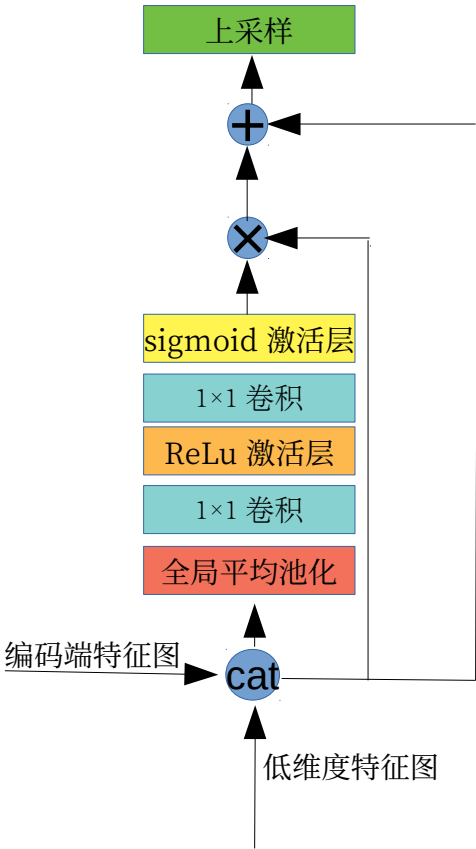 上采样
+
×
sigmoid 激活层
1×1 卷积
ReLu 激活层
1×1 卷积
全局平均池化
编码端特征图
cat
低维度特征图